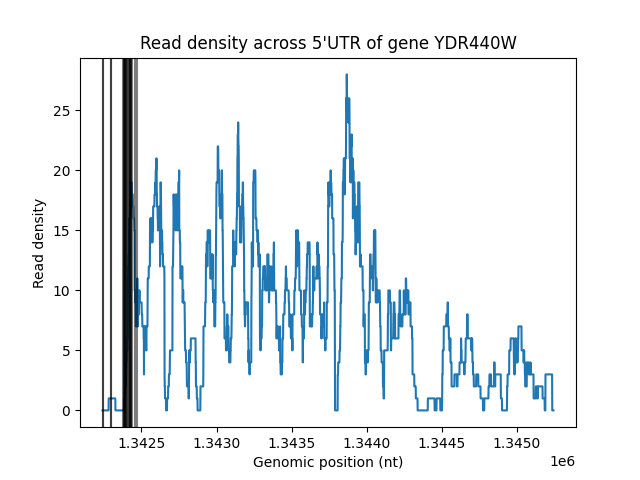 Read density across 5'UTR of gene YDR440W
Read density
25
20
15
10
5
0
1.3425 1.3430 1.3435 1.3440 1.3445 1.3450
1e6
Genomic position (nt)